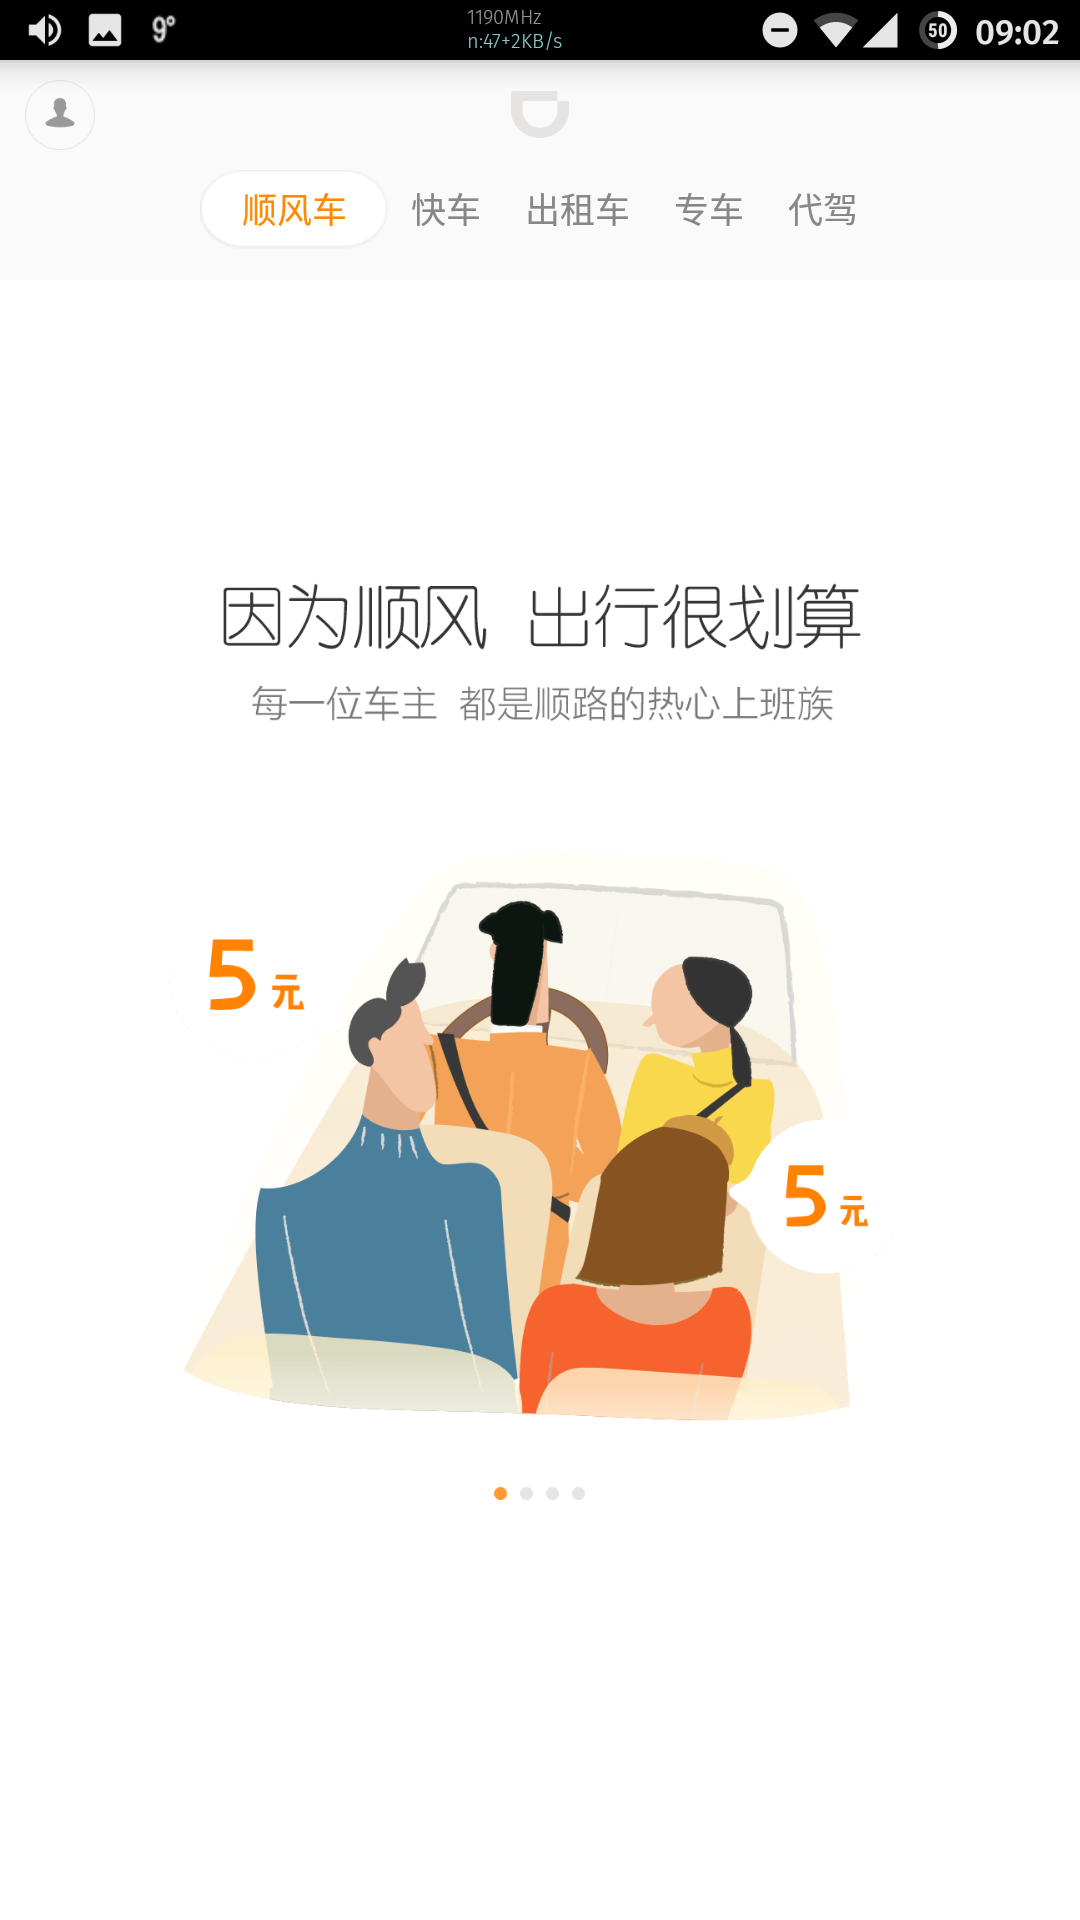 9°
1190MHz
n:47+2KB/s
50
09:02
顺风车 快车 出租车 专车 代驾
因为顺风 出行很划算
每一位车主 都是顺路的热心上班族
5元
5元